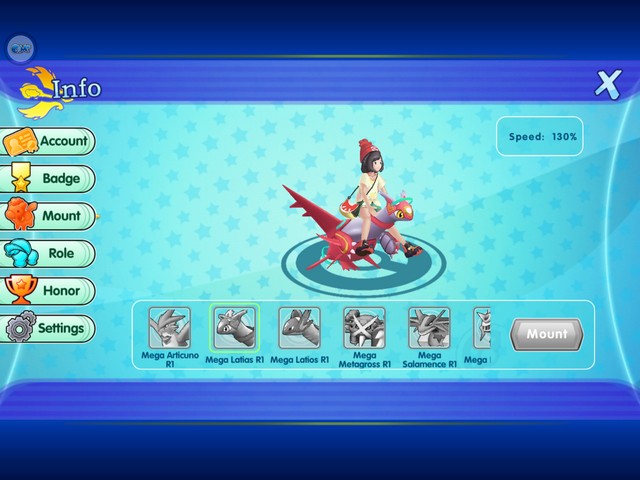 Info
X
Speed: 130%
Account
Badge
Mount
Role
Honor
Settings
Mega Articuno
R1
Mega Latias R1
Mega Latios R1
Mega
Metagross R1
Mega
Salamence R1
Mega
Mount